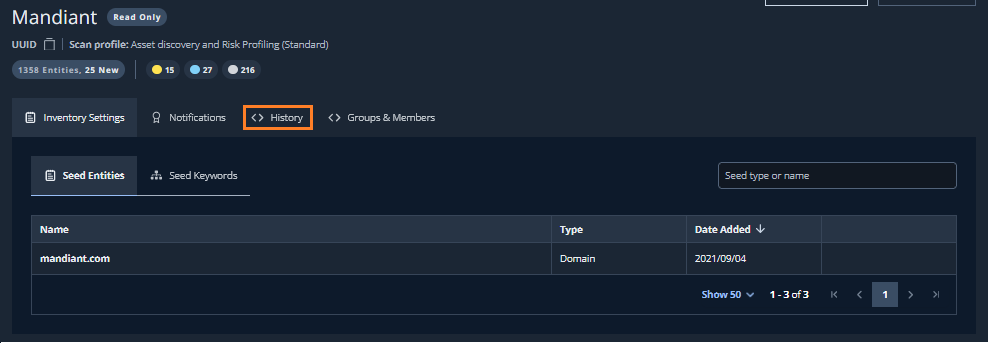 Mandiant Read Only
UUID Scan profile: Asset discovery and Risk Profiling (Standard)
1358 Entities, 25 New 15 27 216
Inventory Settings Notifications History Groups & Members
Seed Entities Seed Keywords Seed type or name
Name Type Date Added
mandiant.com Domain 2021/09/04
Show 50 1 - 3 of 3 1